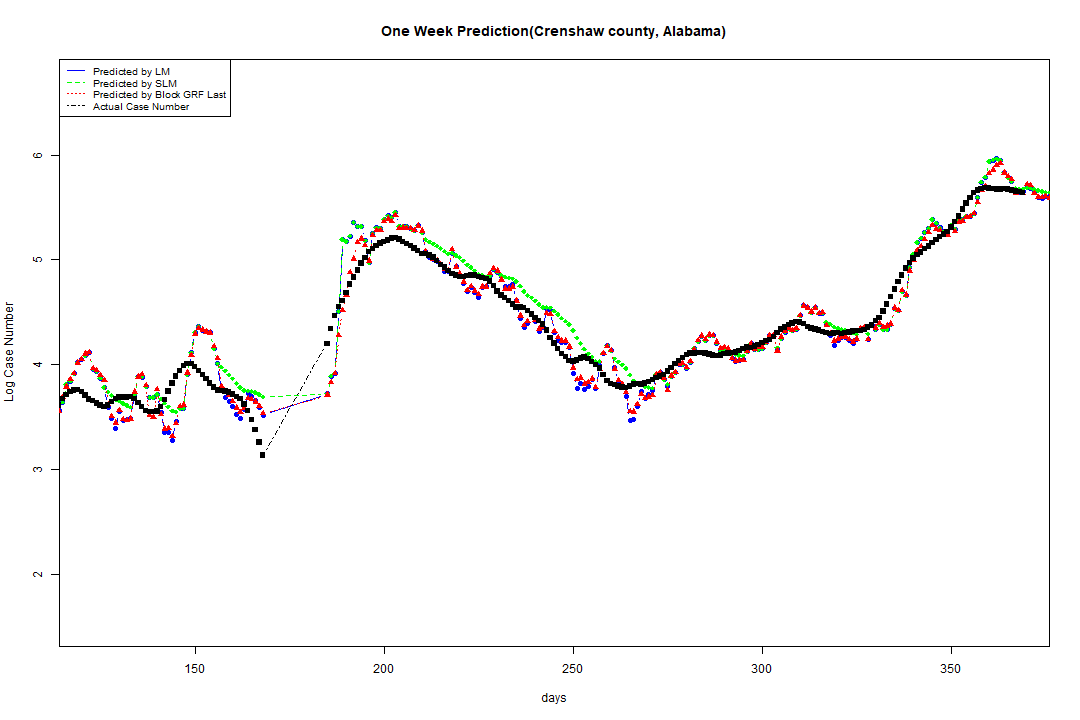 One Week Prediction(Crenshaw county, Alabama)
Predicted by LM
Predicted by SLM
Predicted by Block GRF Last
Actual Case Number
6
5
4
3
2
Log Case Number
150 200 250 300 350
days